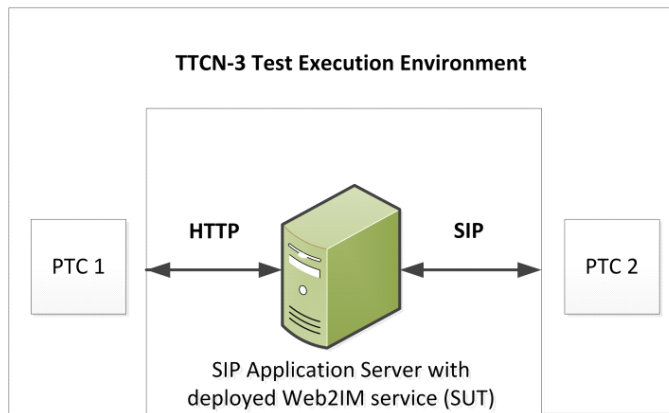 TTCN-3 Test Execution Environment
HTTP
SIP
PTC 1
PTC 2
SIP Application Server with
deployed Web2IM service (SUT)